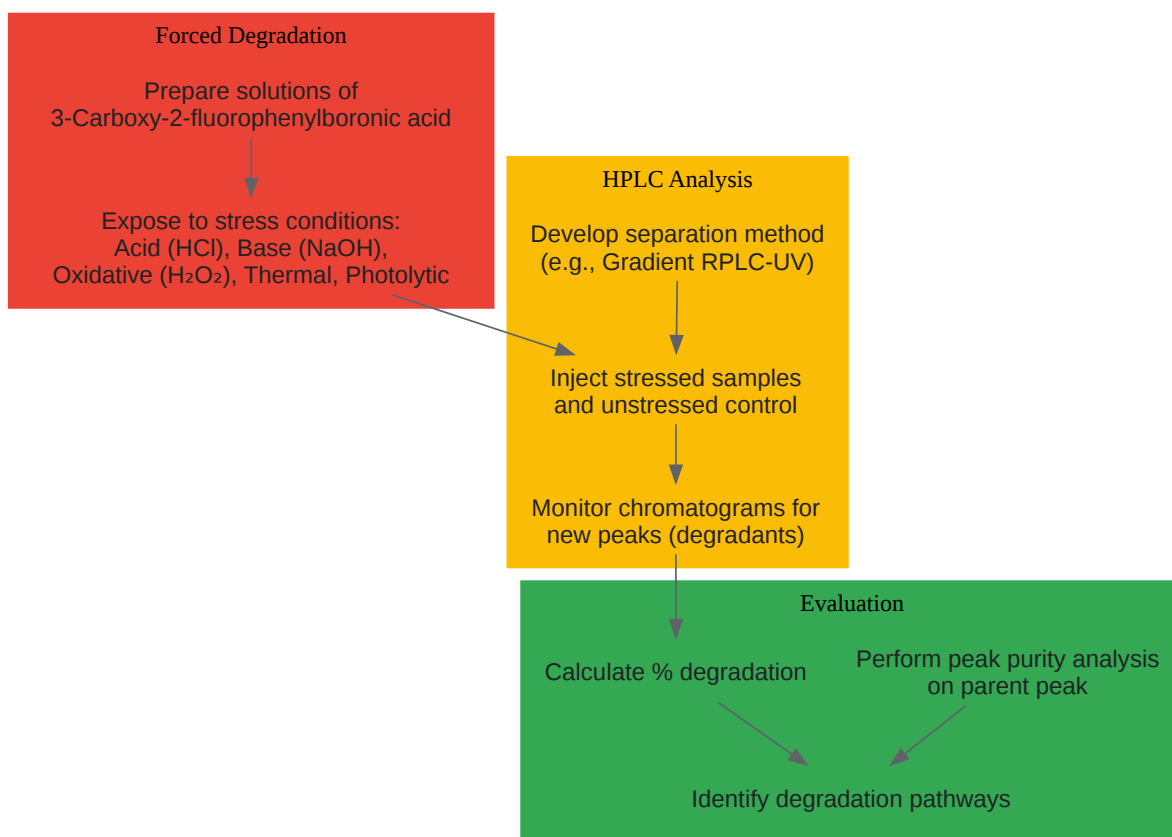 Forced Degradation
Prepare solutions of
3-Carboxy-2-fluorophenylboronic acid
Expose to stress conditions:
Acid (HCl), Base (NaOH),
Oxidative (H₂O₂), Thermal, Photolytic
HPLC Analysis
Develop separation method
(e.g., Gradient RPLC-UV)
Inject stressed samples
and unstressed control
Monitor chromatograms for
new peaks (degradants)
Evaluation
Calculate % degradation
Perform peak purity analysis
on parent peak
Identify degradation pathways